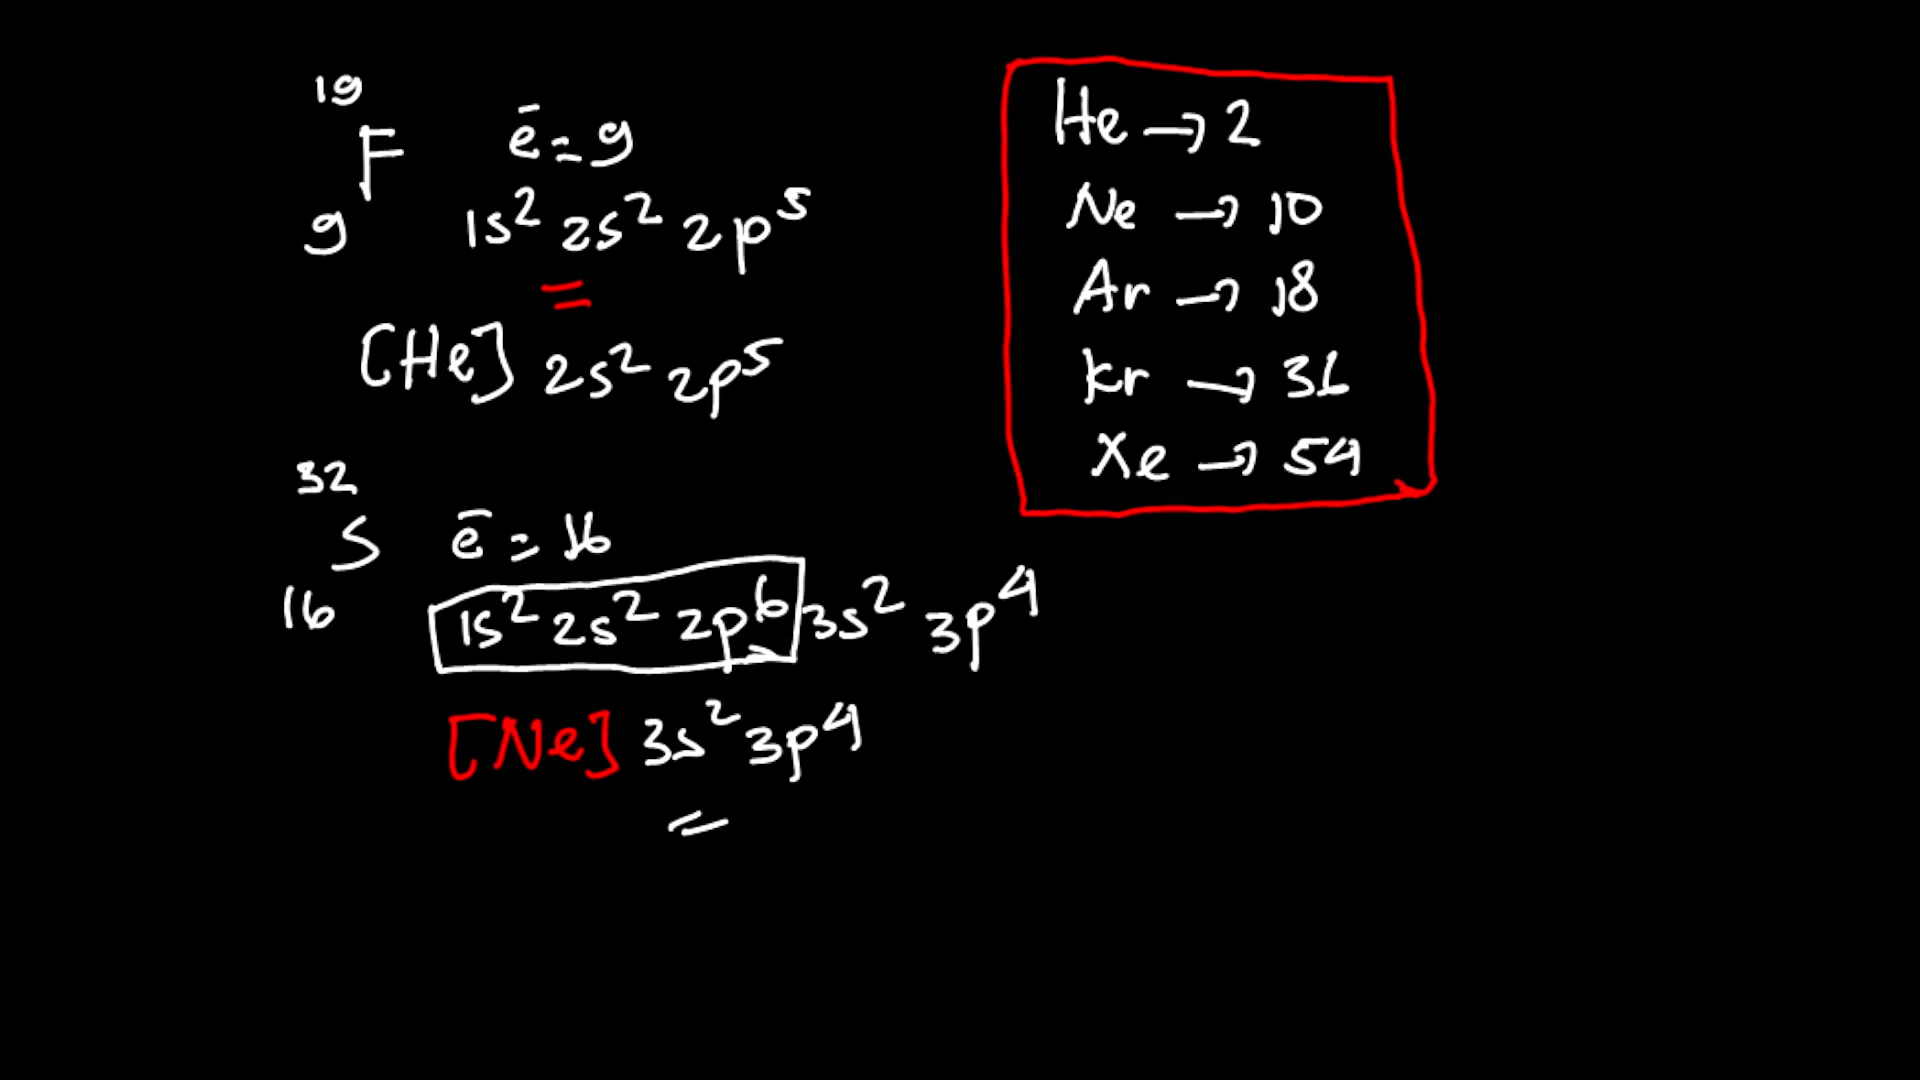 19
F ē = 9
9 1s² 2s² 2p⁵
=
[He] 2s² 2p⁵
32
S ē = 16
16 1s² 2s² 2p⁶ 3s² 3p⁴
[Ne] 3s² 3p⁴
=
He → 2
Ne → 10
Ar → 18
Kr → 36
Xe → 54